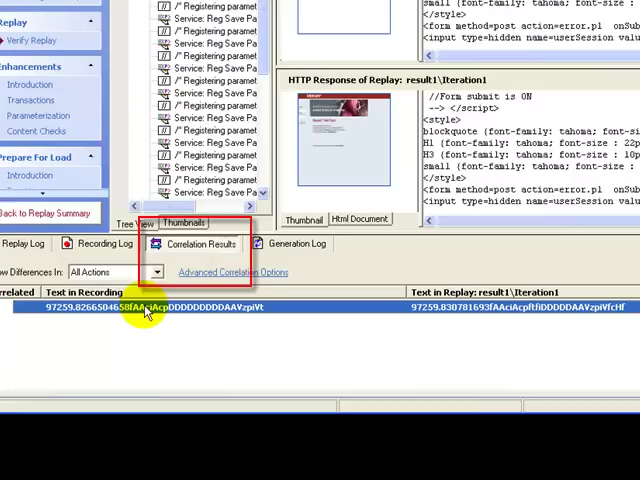 Replay
Verify Replay
Enhancements
Introduction
Transactions
Parameterization
Content Checks
Prepare For Load
Introduction
Back to Replay Summary
/* Registering paramet
Service: Reg Save Pa
/* Registering paramet
Service: Reg Save Pa
/* Registering paramet
Service: Reg Save Pa
/* Registering paramet
Service: Reg Save Pa
/* Registering paramet
Service: Reg Save Pa
/* Registering paramet
Service: Reg Save Pa
/* Registering paramet
Service: Reg Save Pa
/* Registering paramet
Service: Reg Save Pa
Tree View
Thumbnails
small {font-family: tahoma; font-size
</style>
<form method=post action=error.pl onSub
<input type=hidden name=userSession valu
HTTP Response of Replay: result1\Iteration1
//Form submit is ON
--> </script>
<style>
blockquote {font-family: tahoma; font-si
H1 {font-family: tahoma; font-size : 22p
H3 {font-family: tahoma; font-size : 10p
small {font-family: tahoma; font-size :
</style>
<form method=post action=error.pl onSub
<input type=hidden name=userSession valu
Thumbnail
Html Document
Replay Log
Recording Log
Correlation Results
Generation Log
ow Differences In:
All Actions
Advanced Correlation Options
rrelated
Text in Recording
Text in Replay: result1\Iteration1
97259.8266504658fAAciAcpDDDDDDDDDAAVzpiVt
97259.830781693fAAciAcpftfiDDDDDAAVzpiVfcHf